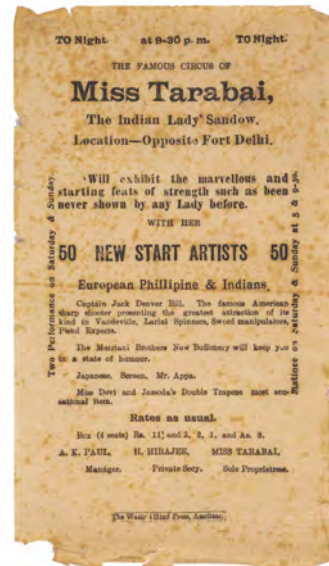 TO Night. at 9-30 p. m. TO Night.
THE FAMOUS CIRCUS OF
Miss Tarabai,
The Indian Lady' Sandow.
Location—Opposite Fort Delhi.
Will exhibit the marvellous and
starting feats of strength such as been
never shown by any Lady before.
WITH HER
50 NEW START ARTISTS 50
European Phillipine & Indians.
Captain Jack Denver Bill. The famous American
sharp shooter presenting the greatest attraction of its
kind in Vaudeville, Lariat Spinners, Sword manipulators,
Pistol Experts.
The Merriani Brothers New Buffonery will keep you
in a state of humour.
Japanese. Screen. Mr. Appa.
Miss Devi and Jamoda's Double Trapeze most sen-
sational item.
Rates as usual.
Box (4 seats) Rs. and 3, 2, 1, and As. 8.
A. K. PAUL, H. HIRAJEE, MISS TARABAI,
Manager. Private Secy. Sole Proprietress.
The Wazir Hind Press, Amritsar.
Two Performance on Saturday & Sunday.
Matinee on Saturday & Sunday at 5 & 9-30.